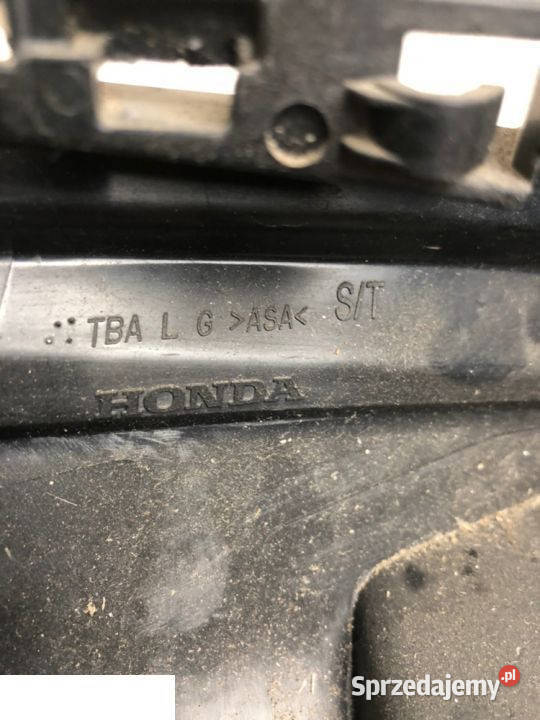 TBA L G >ASA< S/T
HONDA
Sprzedajemy.pl